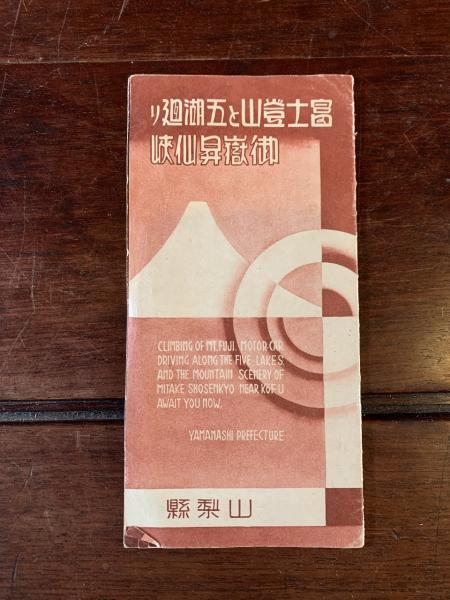 富士登山と五湖廻り
御嶽昇仙峡
CLIMBING OF MT. FUJI, MOTOR-CAR
DRIVING ALONG THE FIVE LAKES
AND THE MOUNTAIN SCENERY OF
MITAKE SHOSENKYO NEAR KOFU
AWAIT YOU NOW.
YAMANASHI PREFECTURE
山梨縣